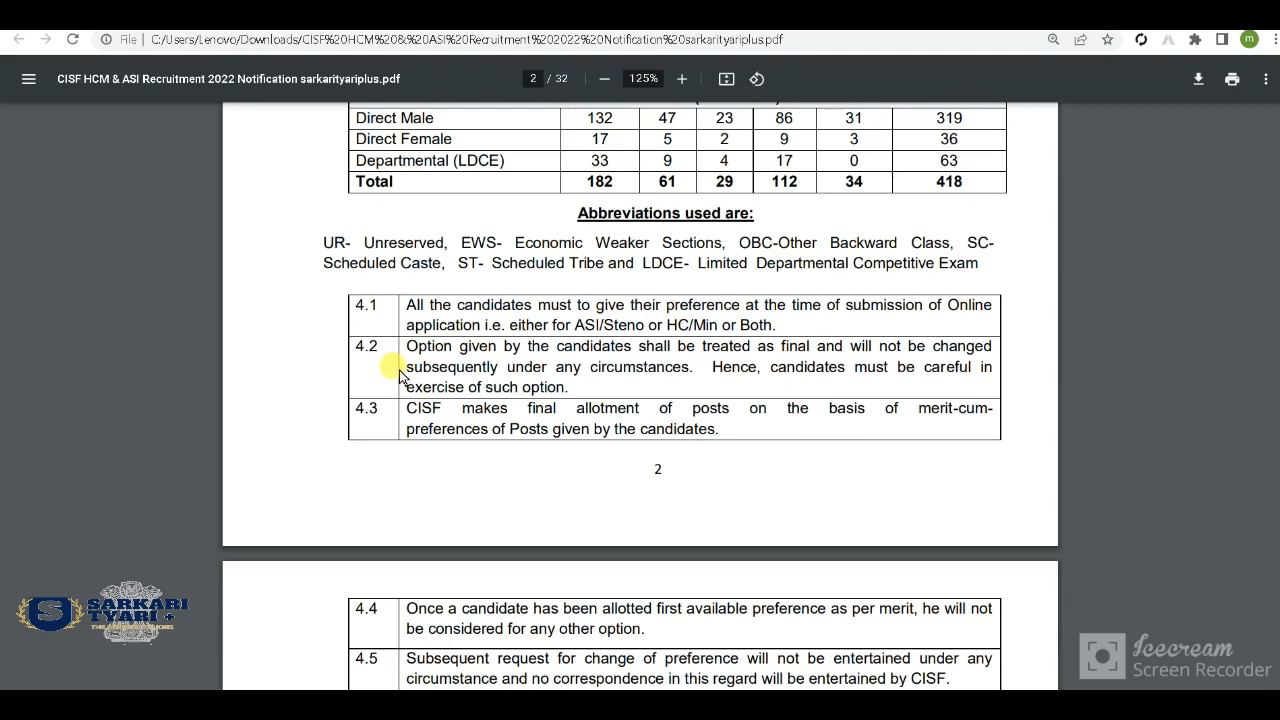 File | C:/Users/Lenovo/Downloads/CISF%20HCM%20&%20ASI%20Recruitment%202022%20Notification%20sarkarityariplus.pdf
m
CISF HCM & ASI Recruitment 2022 Notification sarkarityariplus.pdf
2 / 32
125%
Direct Male 132 47 23 86 31 319
Direct Female 17 5 2 9 3 36
Departmental (LDCE) 33 9 4 17 0 63
Total 182 61 29 112 34 418
Abbreviations used are:
UR- Unreserved, EWS- Economic Weaker Sections, OBC-Other Backward Class, SC-
Scheduled Caste, ST- Scheduled Tribe and LDCE- Limited Departmental Competitive Exam
4.1 All the candidates must to give their preference at the time of submission of Online
application i.e. either for ASI/Steno or HC/Min or Both.
4.2 Option given by the candidates shall be treated as final and will not be changed
subsequently under any circumstances. Hence, candidates must be careful in
exercise of such option.
4.3 CISF makes final allotment of posts on the basis of merit-cum-
preferences of Posts given by the candidates.
2
4.4 Once a candidate has been allotted first available preference as per merit, he will not
be considered for any other option.
4.5 Subsequent request for change of preference will not be entertained under any
circumstance and no correspondence in this regard will be entertained by CISF.
S
SARKARI
TYARI +
Icecream
Screen Recorder